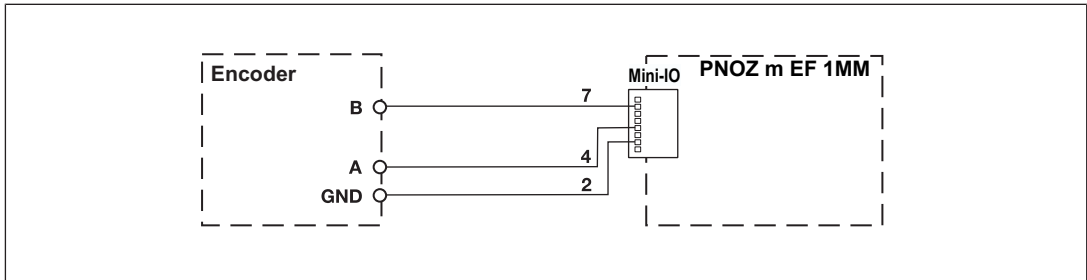 Encoder
Mini-IO
PNOZ m EF 1MM
B
7
A
4
GND
2